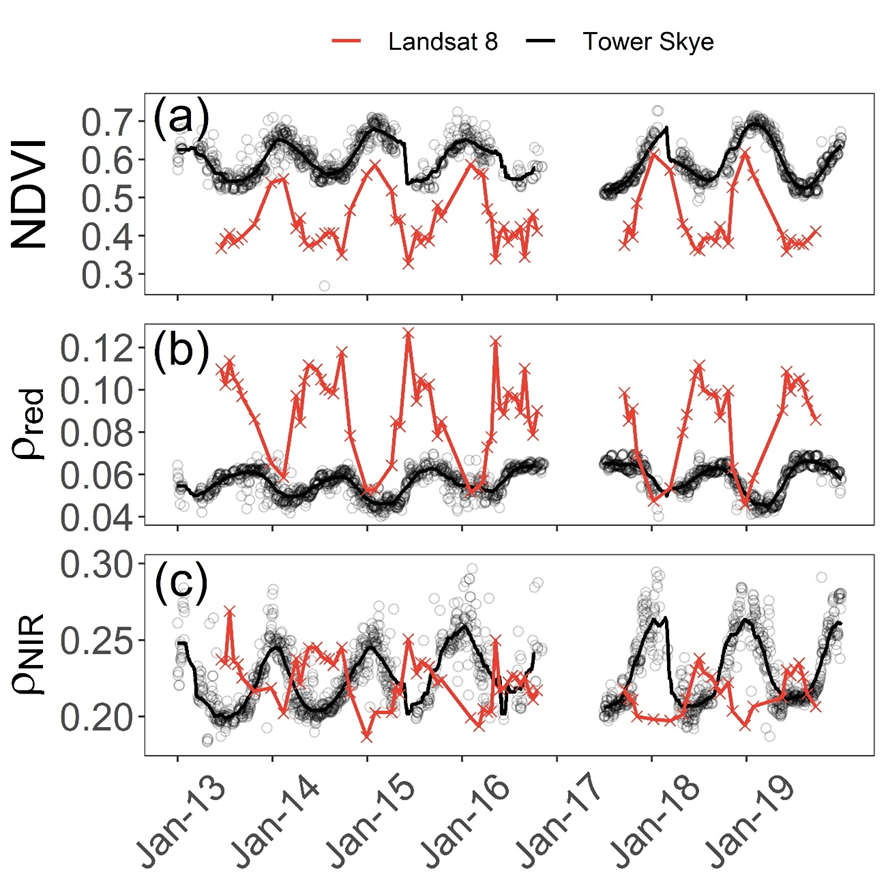 Landsat 8 Tower Skye
(a)
NDVI
0.7
0.6
0.5
0.4
0.3
(b)
ρred
0.12
0.10
0.08
0.06
0.04
(c)
ρNIR
0.30
0.25
0.20
Jan-13 Jan-14 Jan-15 Jan-16 Jan-17 Jan-18 Jan-19